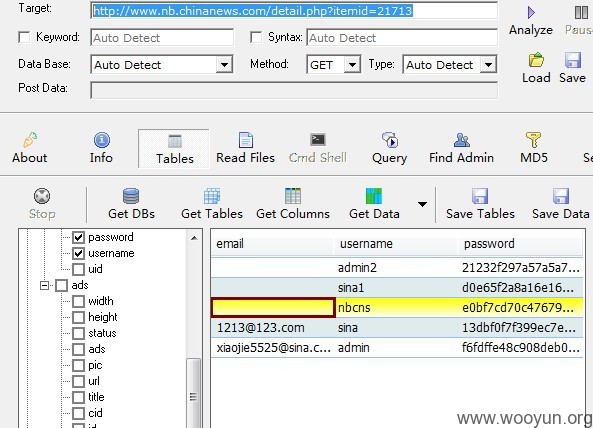 Target: http://www.nb.chinanews.com/detail.php?itemid=21713
Keyword: Auto Detect Syntax: Auto Detect Analyze Paus
Data Base: Auto Detect Method: GET Type: Auto Detect
Post Data: Load Save
About Info Tables Read Files Cmd Shell Query Find Admin MD5 Se
Stop Get DBs Get Tables Get Columns Get Data Save Tables Save Data
password
username
uid
ads
width
height
status
ads
pic
url
title
cid
id
email username password
admin2 21232f297a57a5a7...
sina1 d0e65f2a8a16e16...
nbcns e0bf7cd70c47679...
1213@123.com sina 13dbf0f7f399ec7e...
xiaojie5525@sina.c... admin f6fdffe48c908deb0...
www.wooyun.org